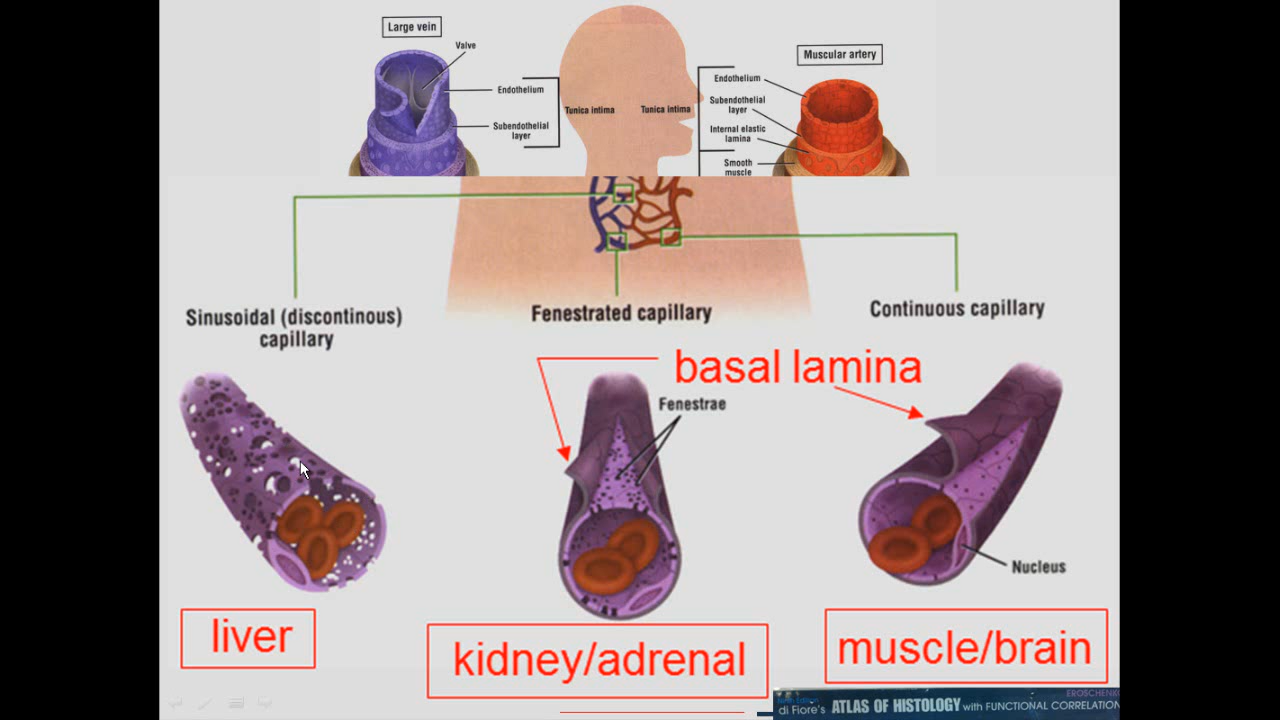 Large vein
Valve
Endothelium
Tunica intima
Subendothelial
layer
Muscular artery
Endothelium
Tunica intima
Subendothelial
layer
Internal elastic
lamina
Smooth
muscle
Sinusoidal (discontinous)
capillary
Fenestrated capillary
Continuous capillary
basal lamina
Fenestrae
Nucleus
liver
kidney/adrenal
muscle/brain
EROSCHENKO
di Fiore's ATLAS OF HISTOLOGY with FUNCTIONAL CORRELATION